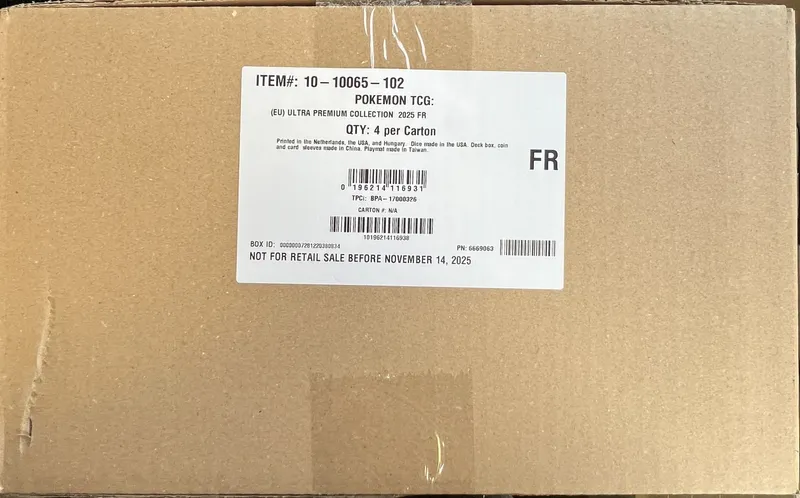 ITEM#: 10-10065-102
POKEMON TCG:
(EU) ULTRA PREMIUM COLLECTION 2025 FR
QTY: 4 per Carton
Printed in the Netherlands, the USA, and Hungary. Dice made in the USA. Deck box, coin
and card sleeves made in China. Playmat made in Taiwan.
FR
0 196214 116931
TPCi: BPA-17000326
CARTON #: N/A
10196214116938
BOX ID:
PN: 6669063
NOT FOR RETAIL SALE BEFORE NOVEMBER 14, 2025